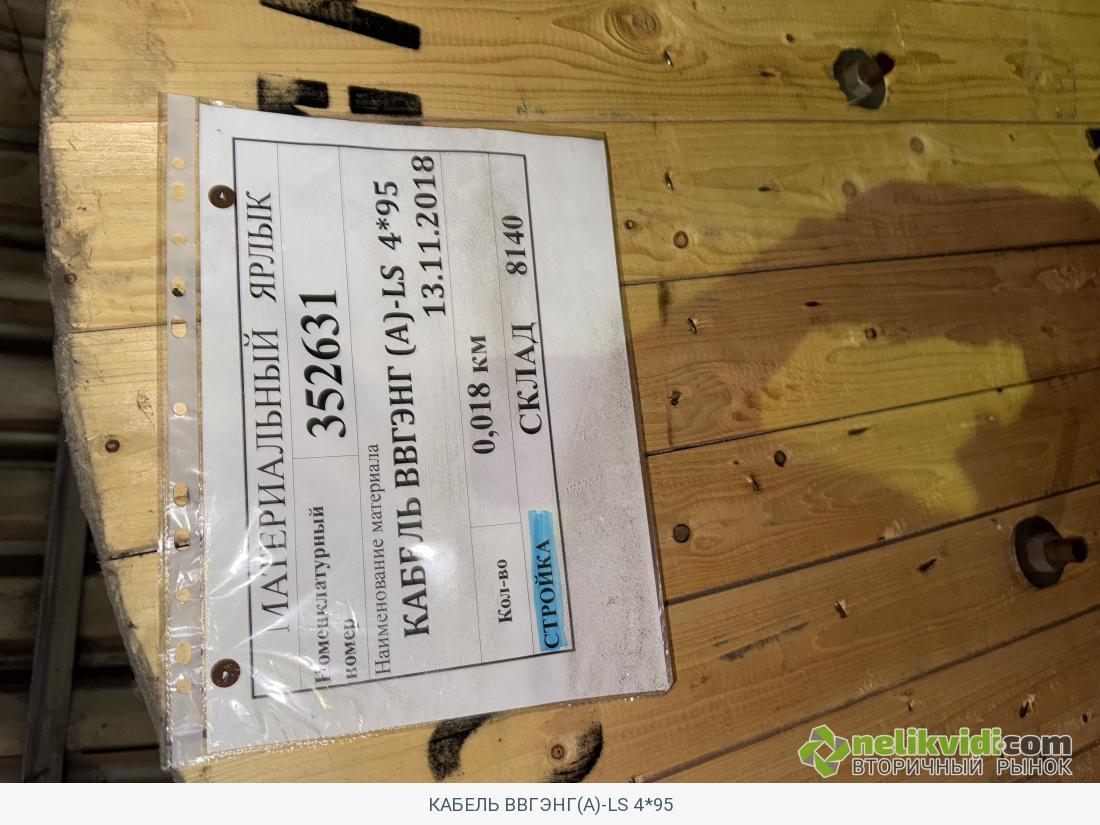 МАТЕРИАЛЬНЫЙ ЯРЛЫК
Номенклатурный
номер
352631
Наименование материала
КАБЕЛЬ ВВГЭНГ (А)-LS 4*95
13.11.2018
Кол-во
0,018 км
СТРОЙКА
СКЛАД 8140
nelikvidi.com
ВТОРИЧНЫЙ РЫНОК
КАБЕЛЬ ВВГЭНГ(А)-LS 4*95